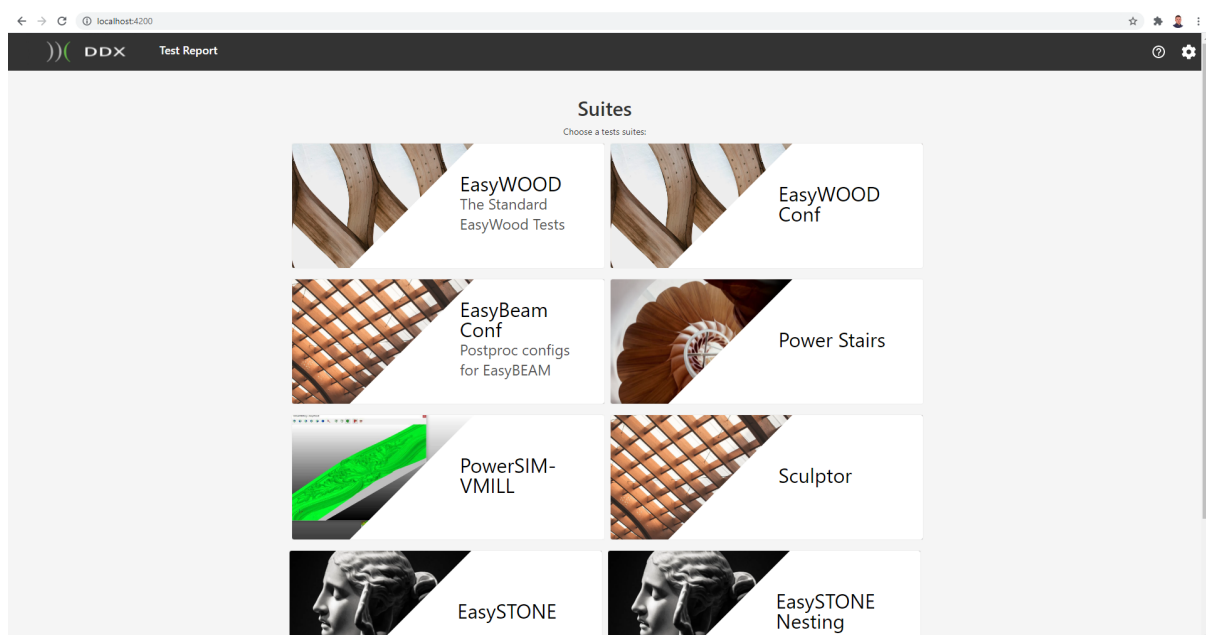 localhost:4200
DDX
Test Report
Suites
Choose a tests suites:
EasyWOOD
The Standard
EasyWood Tests
EasyWOOD
Conf
EasyBeam
Conf
Postproc configs
for EasyBEAM
Power Stairs
PowerSIM-
VMILL
Sculptor
EasySTONE
EasySTONE
Nesting